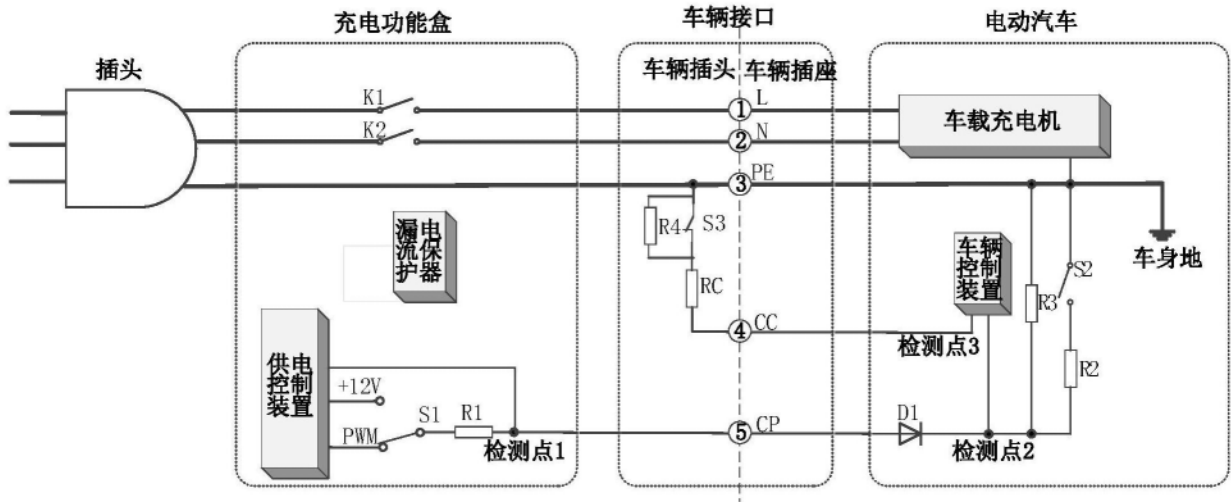 充电功能盒
车辆接口
电动汽车
插头
车辆插头
车辆插座
K1
1
L
车载充电机
K2
2
N
3
PE
漏电
流保
护器
R4
S3
车辆
控制
装置
S2
车身地
RC
R3
4
CC
检测点3
供电
控制
装置
+12V
R2
S1
R1
PWM
检测点1
5
CP
D1
检测点2